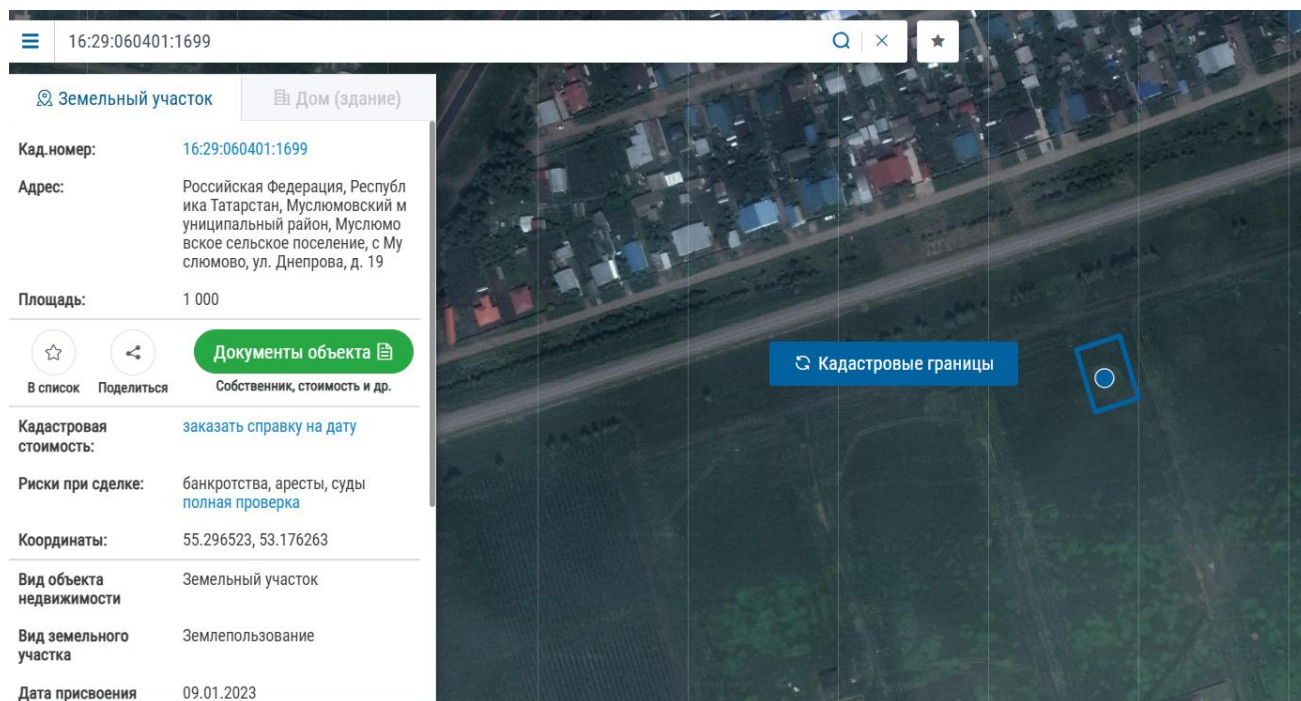 16:29:060401:1699
Земельный участок
Дом (здание)
Кад.номер:
16:29:060401:1699
Адрес:
Российская Федерация, Республ
ика Татарстан, Муслюмовский м
униципальный район, Муслюмо
вское сельское поселение, с Му
слюмово, ул. Днепрова, д. 19
Площадь:
1 000
В список
Поделиться
Документы объекта
Собственник, стоимость и др.
Кадастровая
стоимость:
заказать справку на дату
Риски при сделке:
банкротства, аресты, суды
полная проверка
Координаты:
55.296523, 53.176263
Вид объекта
недвижимости
Земельный участок
Вид земельного
участка
Землепользование
Дата присвоения
09.01.2023
Кадастровые границы